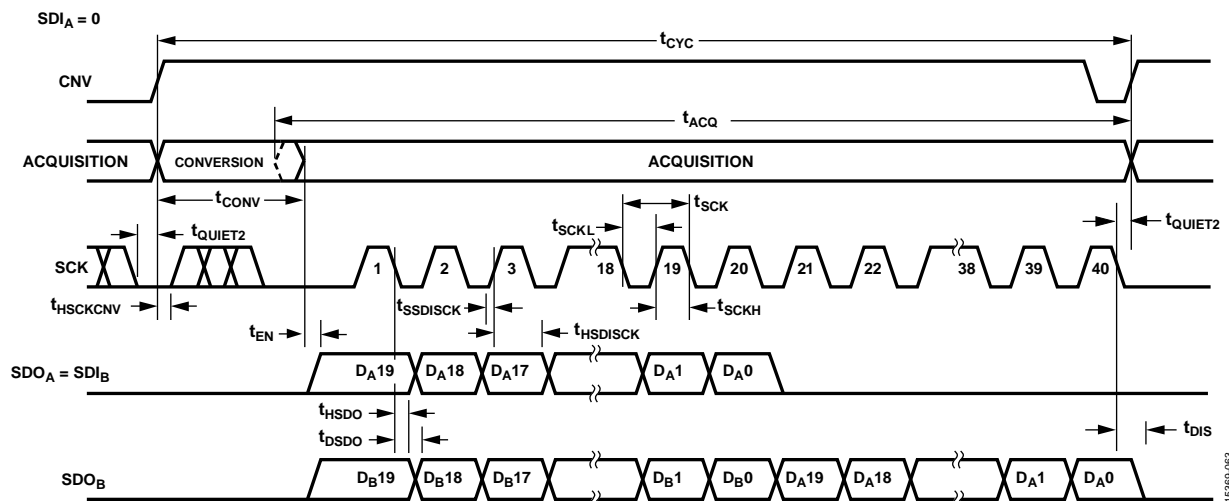 SDIA = 0
tCYC
CNV
tACQ
ACQUISITION CONVERSION ACQUISITION
tCONV
tSCK
tSCKL
tQUIET2 tQUIET2
SCK 1 2 3 18 19 20 21 22 38 39 40
tHSCKCNV tSSDISCK tSCKH
tEN tHSDISCK
SDOA = SDIB DA19 DA18 DA17 DA1 DA0
tHSDO
tDSDO tDIS
SDOB DB19 DB18 DB17 DB1 DB0 DA19 DA18 DA1 DA0